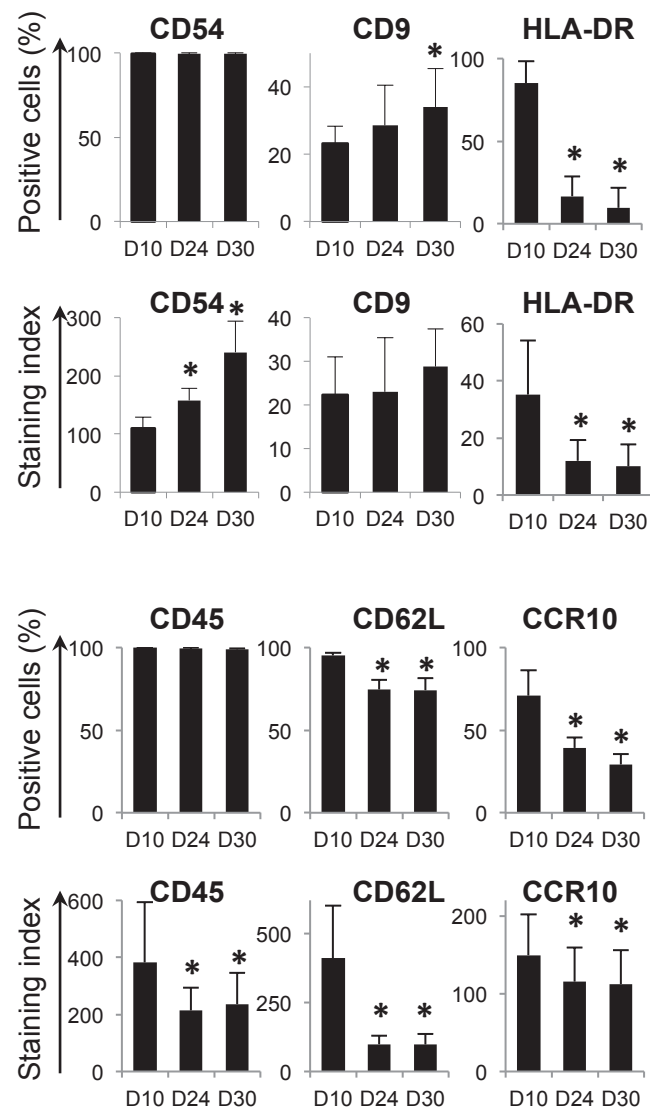 CD54 CD9 HLA-DR
Positive cells (%)
100
50
0
D10 D24 D30
40
20
0
*
D10 D24 D30
100
50
0
* *
D10 D24 D30
CD54 CD9 HLA-DR
Staining index
300
200
100
0
* *
D10 D24 D30
40
30
20
10
0
D10 D24 D30
60
40
20
0
* *
D10 D24 D30
CD45 CD62L CCR10
Positive cells (%)
100
50
0
D10 D24 D30
100
50
0
* *
D10 D24 D30
100
50
0
* *
D10 D24 D30
CD45 CD62L CCR10
Staining index
600
400
200
0
* *
D10 D24 D30
500
250
0
* *
D10 D24 D30
200
100
0
* *
D10 D24 D30